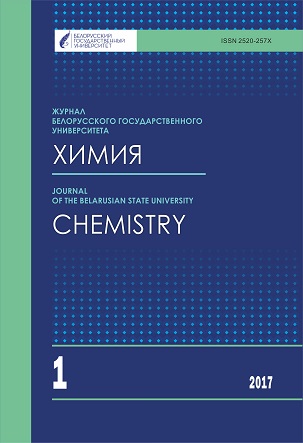 БЕЛОРУССКИЙ
ГОСУДАРСТВЕННЫЙ
УНИВЕРСИТЕТ
ISSN 2520-257X
ЖУРНАЛ
БЕЛОРУССКОГО ГОСУДАРСТВЕННОГО
УНИВЕРСИТЕТА
ХИМИЯ
JOURNAL
OF THE BELARUSIAN STATE UNIVERSITY
CHEMISTRY
1
2017